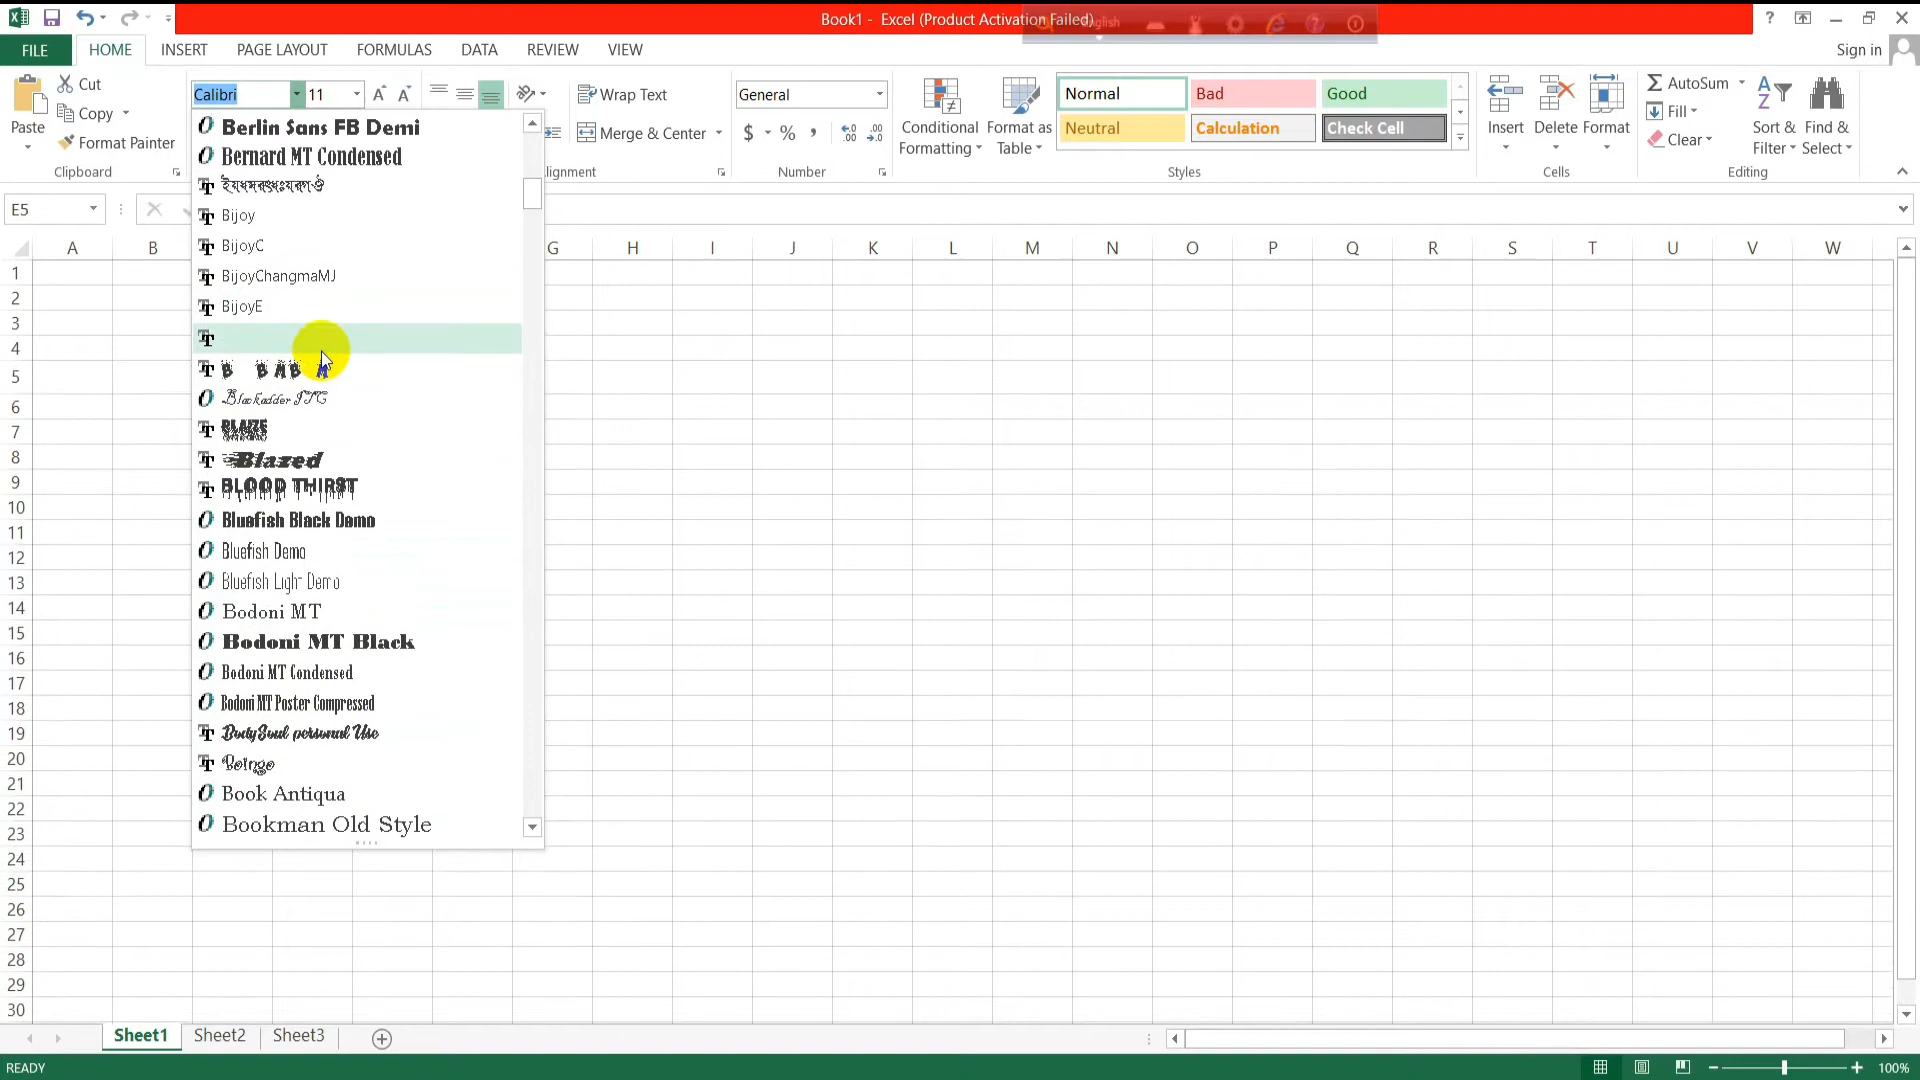 Book1 - Excel (Product Activation Failed)
English
FILE
HOME
INSERT
PAGE LAYOUT
FORMULAS
DATA
REVIEW
VIEW
Sign in
Paste
Cut
Copy
Format Painter
Clipboard
Calibri
11
Wrap Text
Merge & Center
lignment
General
$ % ,
Number
Conditional
Formatting
Format as
Table
Normal
Bad
Good
Neutral
Calculation
Check Cell
Styles
Insert
Delete
Format
Cells
AutoSum
Fill
Clear
Sort &
Filter
Find &
Select
Editing
E5
Berlin Sans FB Demi
Bernard MT Condensed
Bijoy
BijoyC
BijoyChangmaMJ
BijoyE
Blackadder ITC
BLAZE
Blazed
BLOOD THIRST
Bluefish Black Demo
Bluefish Demo
Bluefish Light Demo
Bodoni MT
Bodoni MT Black
Bodoni MT Condensed
Bodoni MT Poster Compressed
BodySoul personal Use
Boingo
Book Antiqua
Bookman Old Style
A B G H I J K L M N O P Q R S T U V W
1
2
3
4
5
6
7
8
9
10
11
12
13
14
15
16
17
18
19
20
21
22
23
24
25
26
27
28
29
30
Sheet1
Sheet2
Sheet3
READY
100%